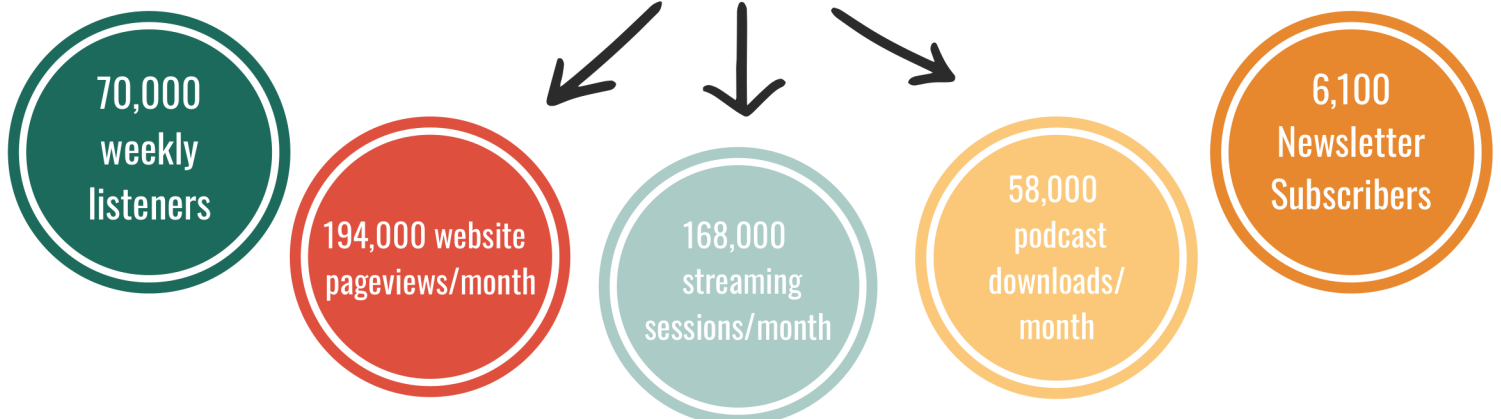 70,000
weekly
listeners
194,000 website
pageviews/month
168,000
streaming
sessions/month
58,000
podcast
downloads/
month
6,100
Newsletter
Subscribers